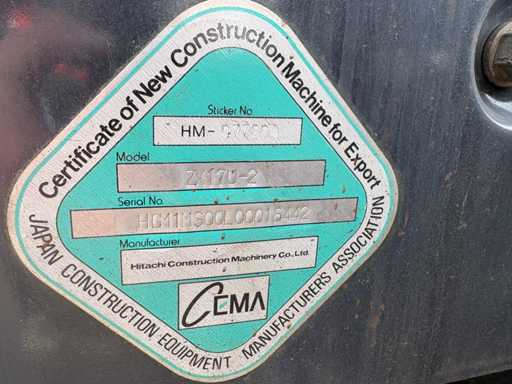 Certificate of New Construction Machine for Export
Sticker No.
HM-
Model
Serial No.
Manufacturer
Hitachi Construction Machinery Co., Ltd.
CEMA
JAPAN CONSTRUCTION EQUIPMENT MANUFACTURERS ASSOCIATION